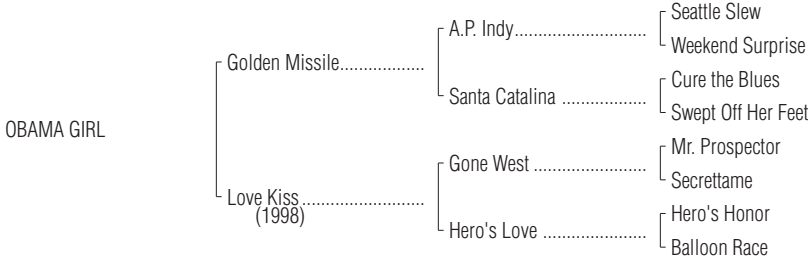 Seattle Slew
A.P. Indy..............................
Weekend Surprise
Golden Missile...................
Cure the Blues
Santa Catalina ...................
Swept Off Her Feet
OBAMA GIRL
Mr. Prospector
Gone West .........................
Secrettame
Love Kiss...........................
(1998)
Hero's Honor
Hero's Love .......................
Balloon Race